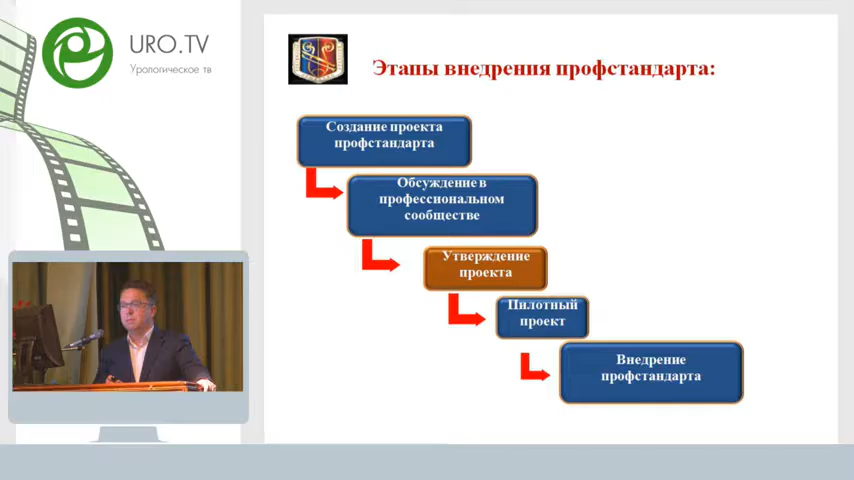 URO.TV
Урологическое тв
Этапы внедрения профстандарта:
Создание проекта
профстандарта
Обсуждение в
профессиональном
сообществе
Утверждение
проекта
Пилотный
проект
Внедрение
профстандарта